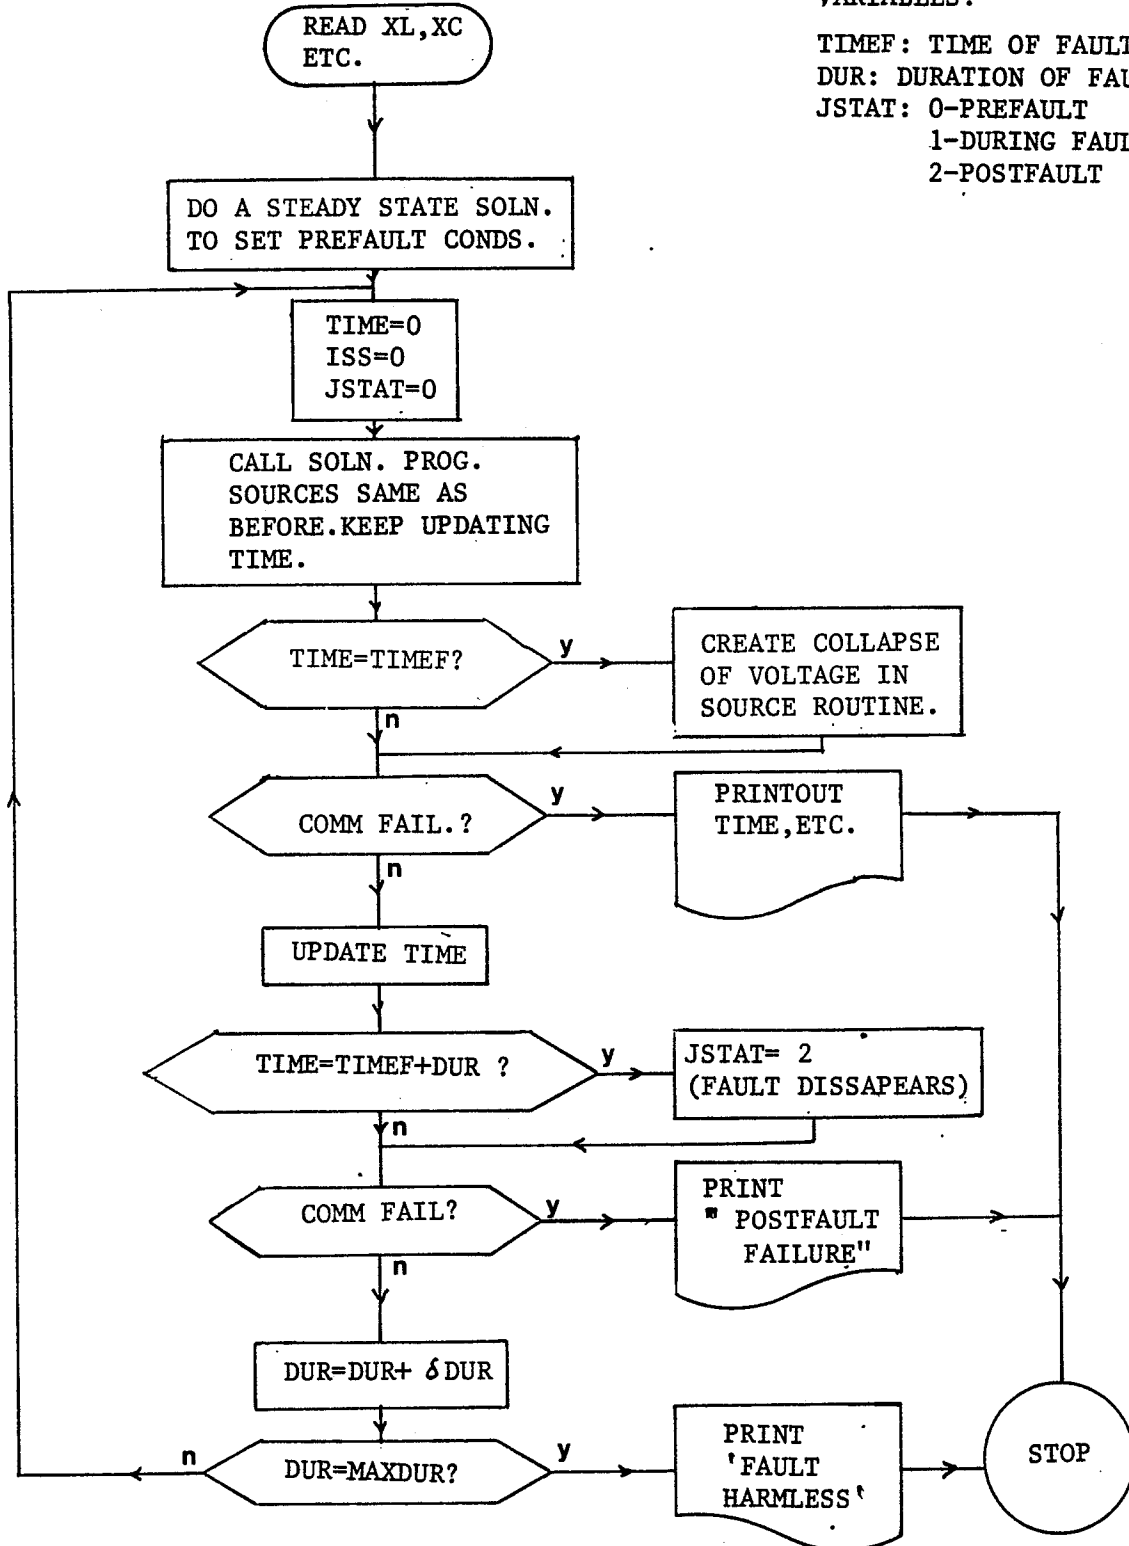 READ XL,XC
ETC.
VARIABLES:
TIMEF: TIME OF FAULT
DUR: DURATION OF
JSTAT: 0-PREFAULT
1-DURING
2-POSTFAULT
DO A STEADY STATE SOLN.
TO SET PREFAULT CONDS.
TIME=0
ISS=0
JSTAT=0
CALL SOLN. PROG.
SOURCES SAME AS
BEFORE.KEEP UPDATING
TIME.
TIME=TIMEF?
y
CREATE COLLAPSE
OF VOLTAGE IN
SOURCE ROUTINE.
n
COMM FAIL.?
y
PRINTOUT
TIME,ETC.
n
UPDATE TIME
TIME=TIMEF+DUR ?
y
JSTAT= 2
(FAULT DISSAPEARS)
n
COMM FAIL?
y
PRINT
" POSTFAULT
FAILURE"
n
DUR=DUR+ δDUR
n
DUR=MAXDUR?
y
PRINT
'FAULT
HARMLESS'
STOP